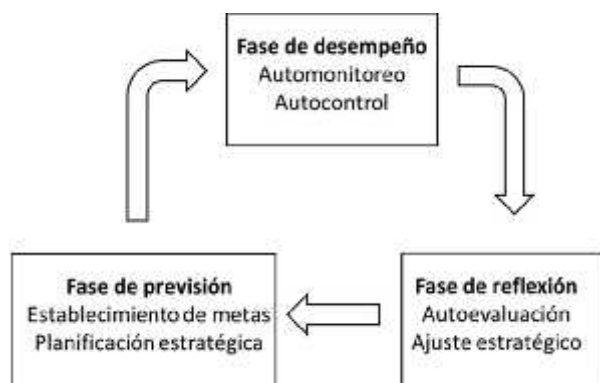 Fase de desempeño
Automonitoreo
Autocontrol
Fase de previsión
Establecimiento de metas
Planificación estratégica
Fase de reflexión
Autoevaluación
Ajuste estratégico